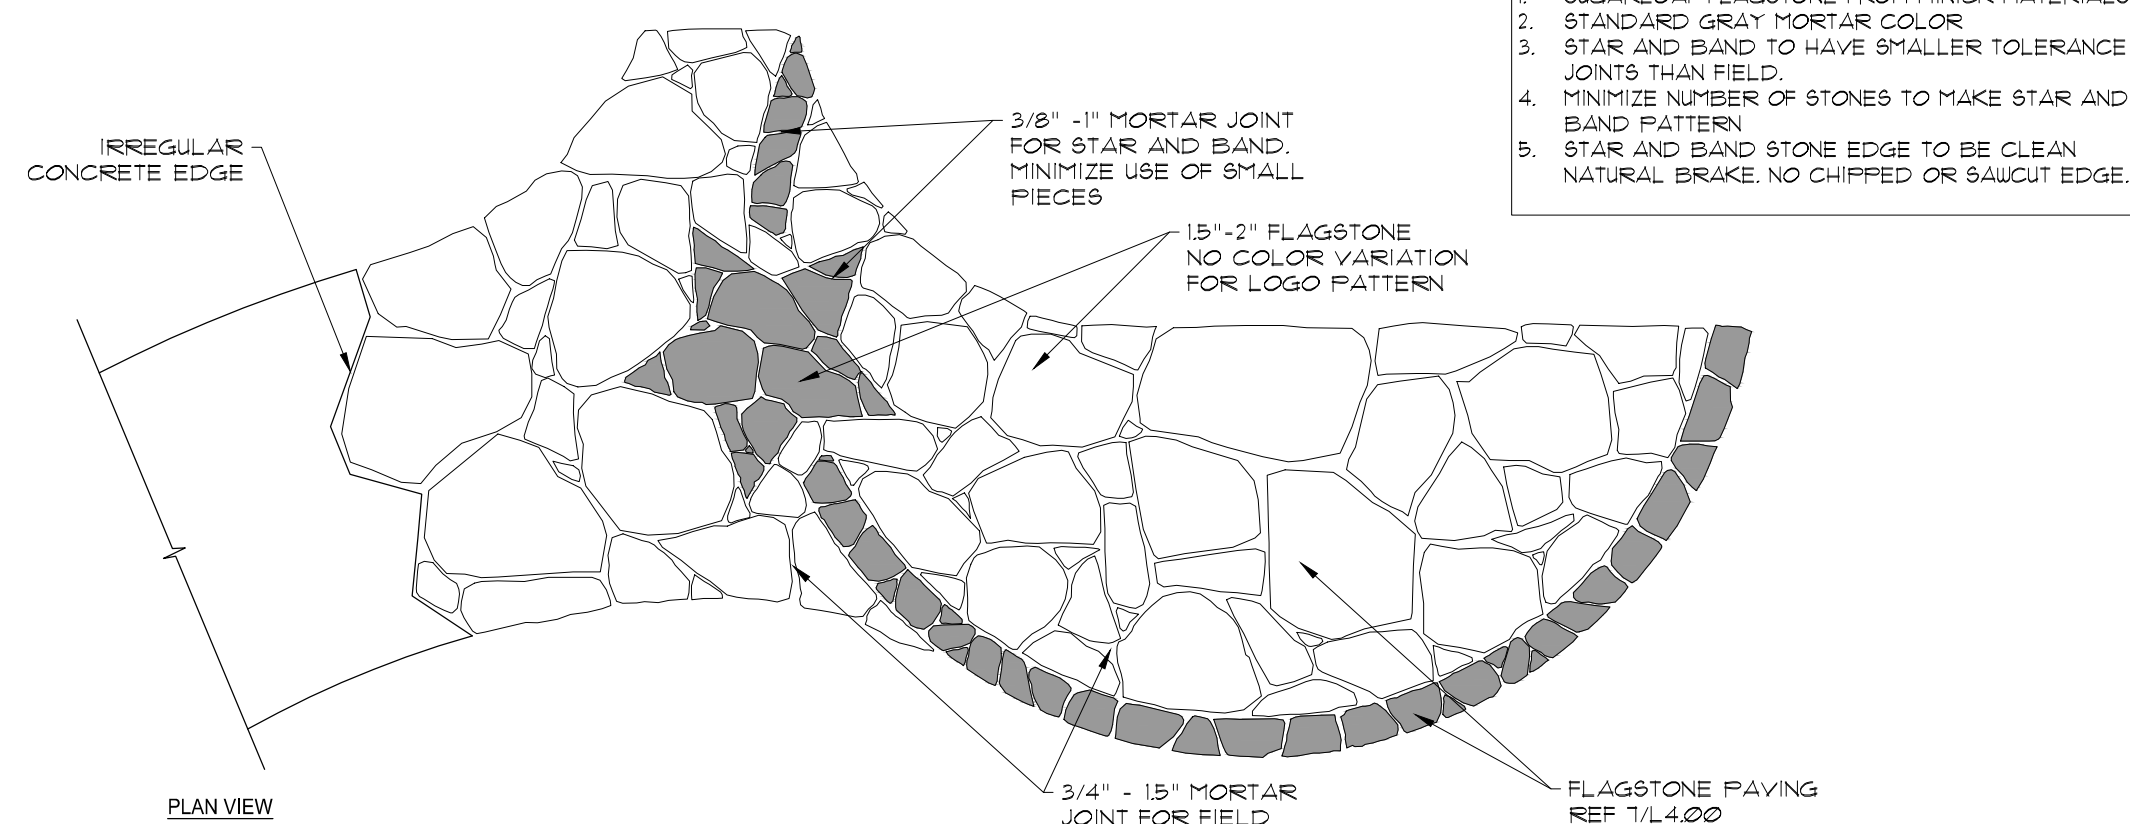 2. STANDARD GRAY MORTAR COLOR
3. STAR AND BAND TO HAVE SMALLER TOLERANCE
JOINTS THAN FIELD.
4. MINIMIZE NUMBER OF STONES TO MAKE STAR AND
BAND PATTERN
5. STAR AND BAND STONE EDGE TO BE CLEAN
NATURAL BRAKE. NO CHIPPED OR SAWCUT EDGE.
IRREGULAR
CONCRETE EDGE
3/8" -1" MORTAR JOINT
FOR STAR AND BAND.
MINIMIZE USE OF SMALL
PIECES
1.5"-2" FLAGSTONE
NO COLOR VARIATION
FOR LOGO PATTERN
3/4" - 1.5" MORTAR
JOINT FOR FIELD
FLAGSTONE PAVING
REF 7/L4.00
PLAN VIEW